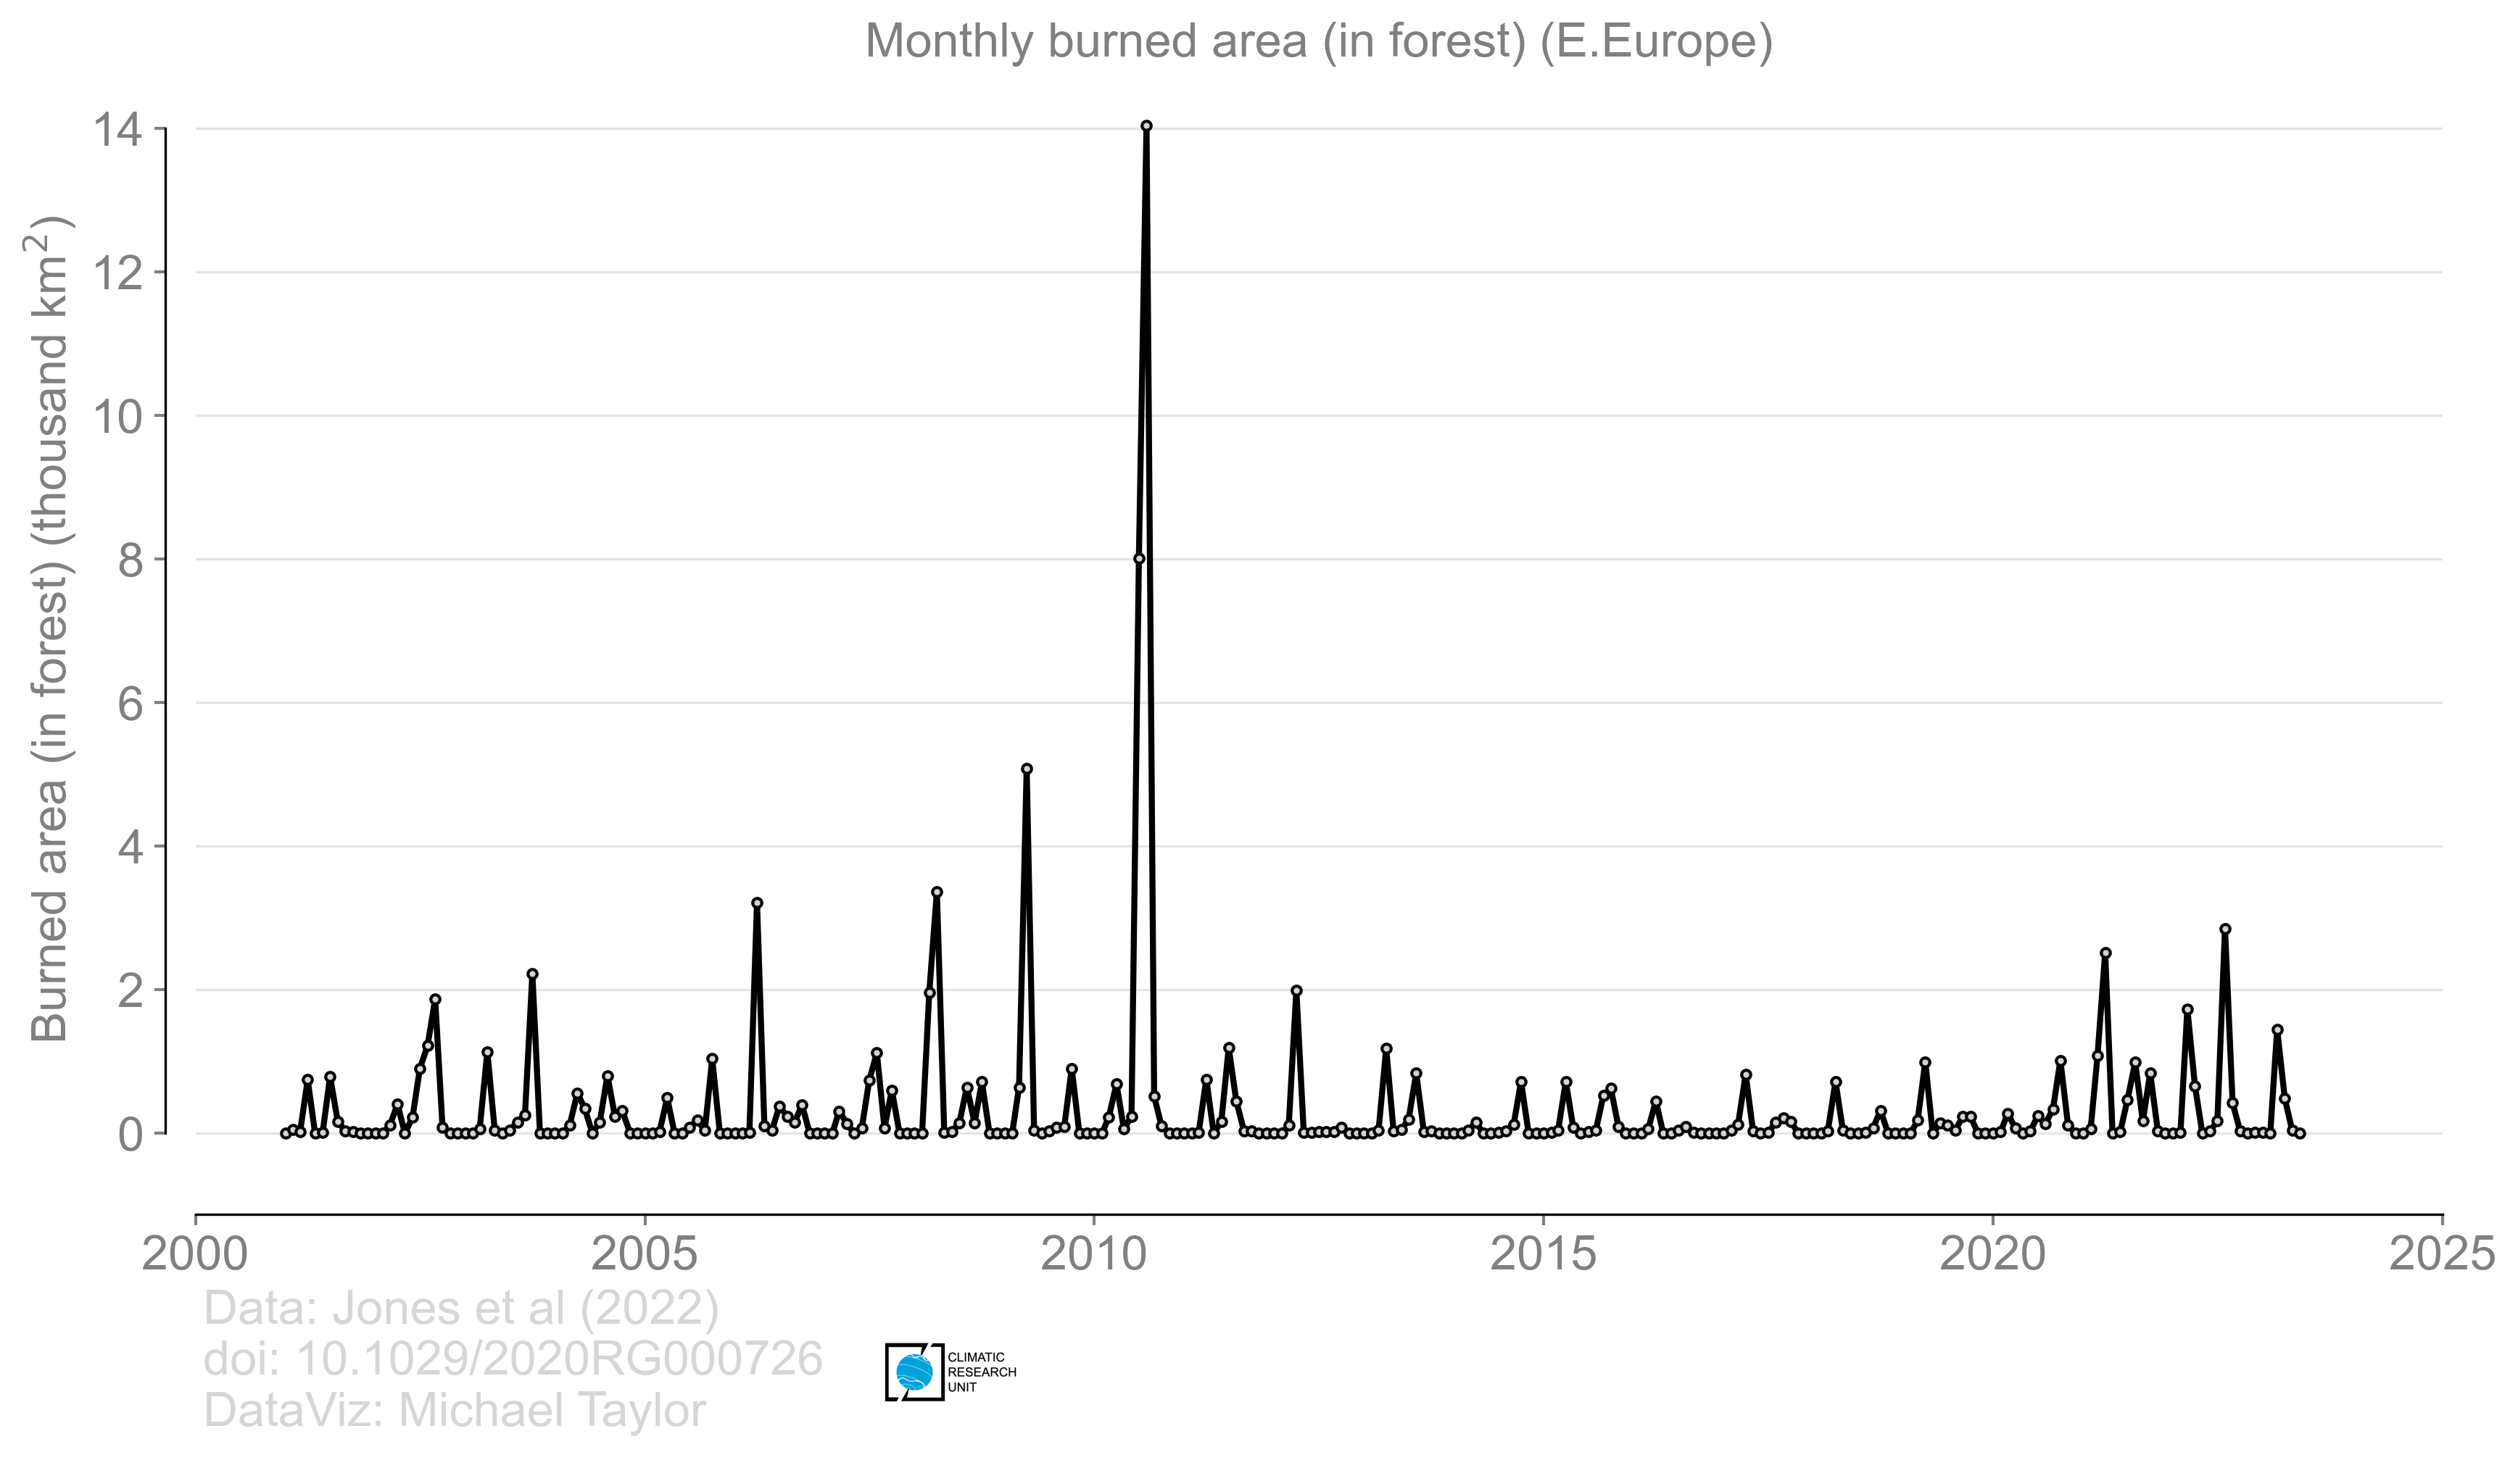 Monthly burned area (in forest) (E.Europe)
Burned area (in forest) (thousand km²)
14
12
10
8
6
4
2
0
2000 2005 2010 2015 2020 2025
Data: Jones et al (2022)
doi: 10.1029/2020RG000726
DataViz: Michael Taylor
CLIMATIC
RESEARCH
UNIT